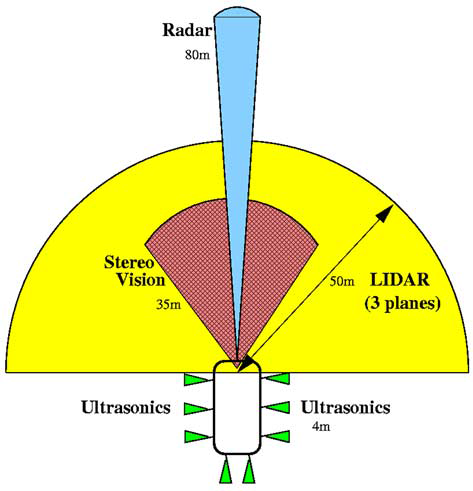 Radar
80m
Stereo
Vision
35m
50m
LIDAR
(3 planes)
Ultrasonics
Ultrasonics
4m